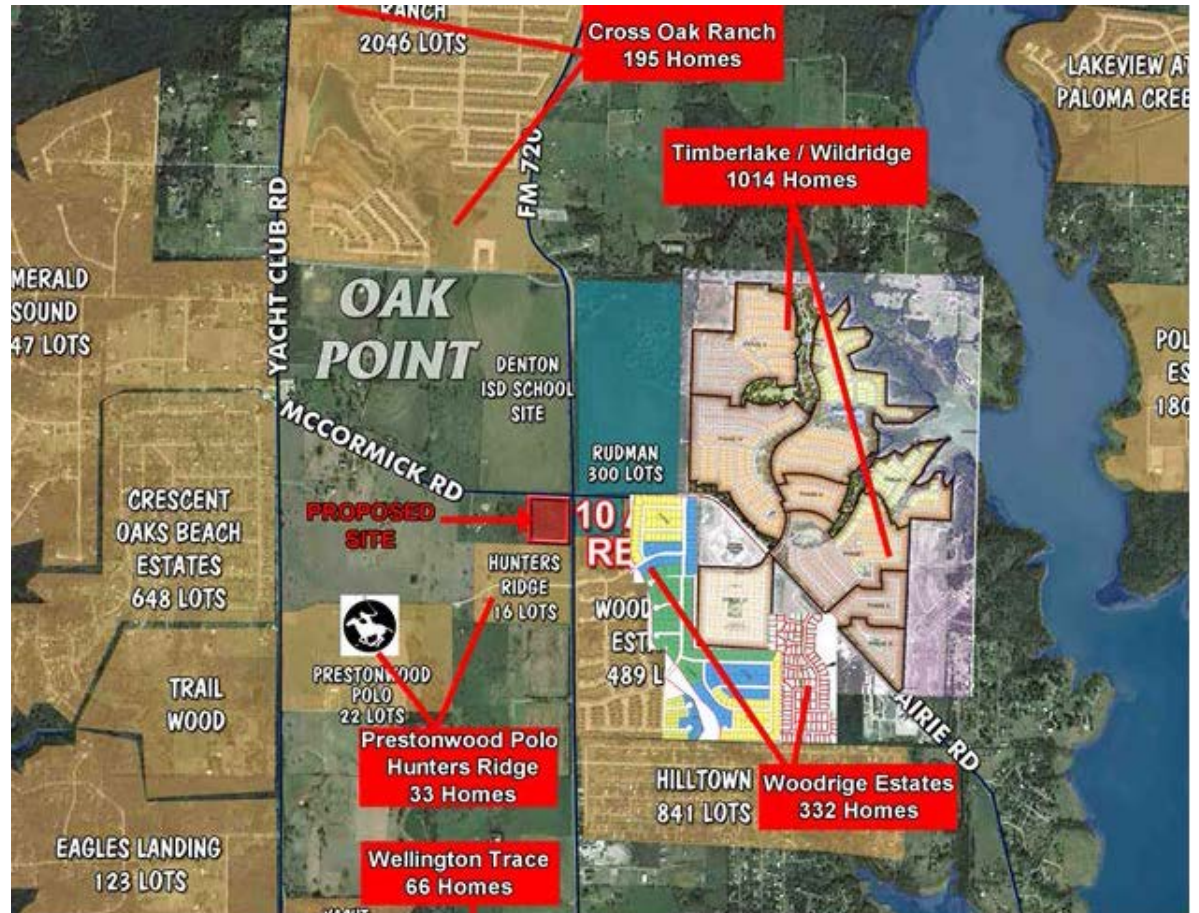 RANCH
2046 LOTS
Cross Oak Ranch
195 Homes
LAKEVIEW AT
PALOMA CREE
Timberlake / Wildridge
1014 Homes
FM 720
YACHT CLUB RD
MERALD
SOUND
47 LOTS
OAK
POINT
DENTON
ISD SCHOOL
SITE
POL
ES
180
MCCORMICK RD
RUDMAN
300 LOTS
CRESCENT
OAKS BEACH
ESTATES
648 LOTS
PROPOSED
SITE
10
RE
HUNTERS
RIDGE
16 LOTS
WOOD
EST
489 L
PRESTONWOOD
POLO
22 LOTS
TRAIL
WOOD
AIRIE RD
Prestonwood Polo
Hunters Ridge
33 Homes
HILLTOWN
841 LOTS
Woodrige Estates
332 Homes
EAGLES LANDING
123 LOTS
Wellington Trace
66 Homes